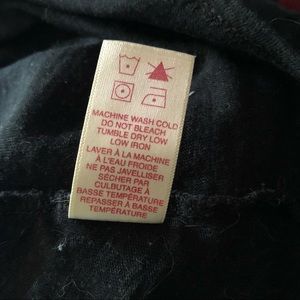 MACHINE WASH COLD
DO NOT BLEACH
TUMBLE DRY LOW
LOW IRON
LAVER À LA MACHINE
À L'EAU FROIDE
NE PAS JAVELLISER
SÉCHER PAR
CULBUTAGE À
BASSE TEMPÉRATURE
REPASSER À BASSE
TEMPÉRATURE